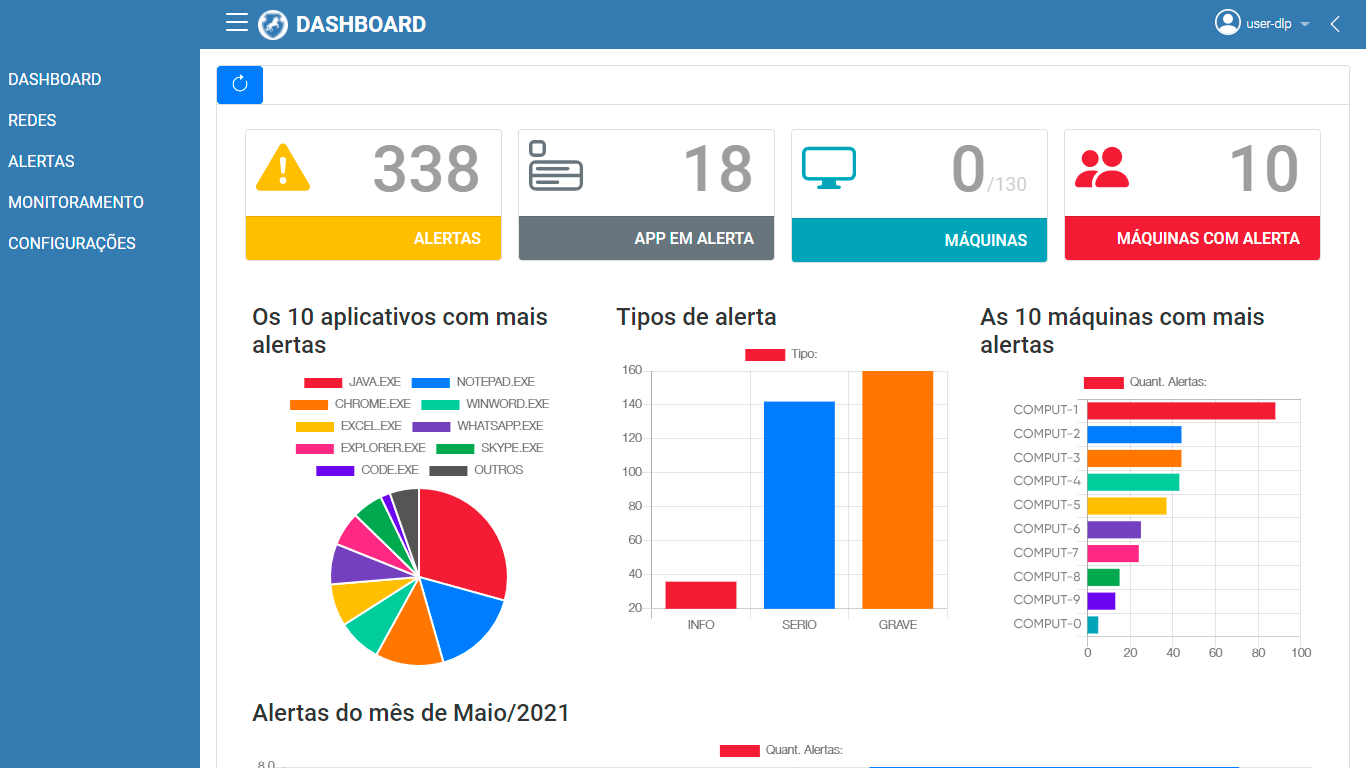 DASHBOARD
user-dlp
DASHBOARD
REDES
ALERTAS
MONITORAMENTO
CONFIGURAÇÕES
338
ALERTAS
18
APP EM ALERTA
0/130
MÁQUINAS
10
MÁQUINAS COM ALERTA
Os 10 aplicativos com mais
alertas
JAVA.EXE NOTEPAD.EXE
CHROME.EXE WINWORD.EXE
EXCEL.EXE WHATSAPP.EXE
EXPLORER.EXE SKYPE.EXE
CODE.EXE OUTROS
Tipos de alerta
Tipo:
160
140
120
100
80
60
40
20
INFO SERIO GRAVE
As 10 máquinas com mais
alertas
Quant. Alertas:
COMPUT-1
COMPUT-2
COMPUT-3
COMPUT-4
COMPUT-5
COMPUT-6
COMPUT-7
COMPUT-8
COMPUT-9
COMPUT-0
0 20 40 60 80 100
Alertas do mês de Maio/2021
Quant. Alertas:
8.0